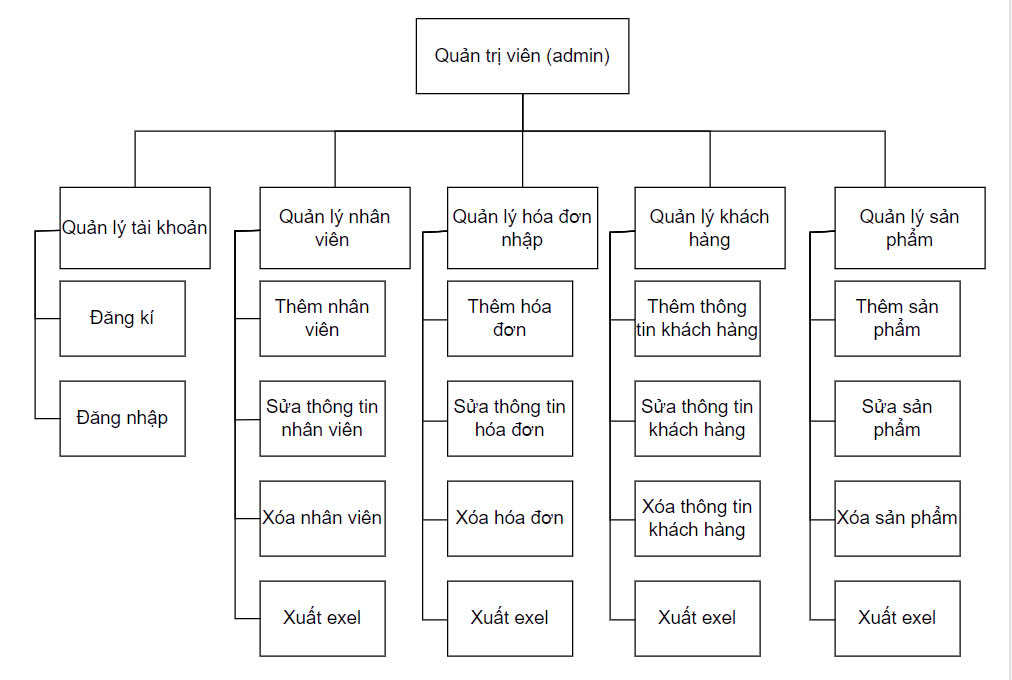 Quản trị viên (admin)
Quản lý tài khoản
Đăng kí
Đăng nhập
Quản lý nhân
viên
Thêm nhân
viên
Sửa thông tin
nhân viên
Xóa nhân viên
Xuất exel
Quản lý hóa đơn
nhập
Thêm hóa
đơn
Sửa thông tin
hóa đơn
Xóa hóa đơn
Xuất exel
Quản lý khách
hàng
Thêm thông
tin khách hàng
Sửa thông tin
khách hàng
Xóa thông tin
khách hàng
Xuất exel
Quản lý sản
phẩm
Thêm sản
phẩm
Sửa sản
phẩm
Xóa sản phẩm
Xuất exel